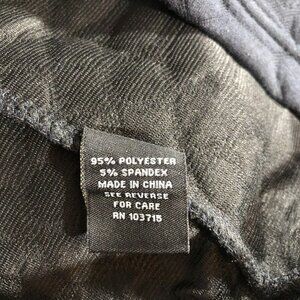 95% POLYESTER
5% SPANDEX
MADE IN CHINA
SEE REVERSE
FOR CARE
RN 103715